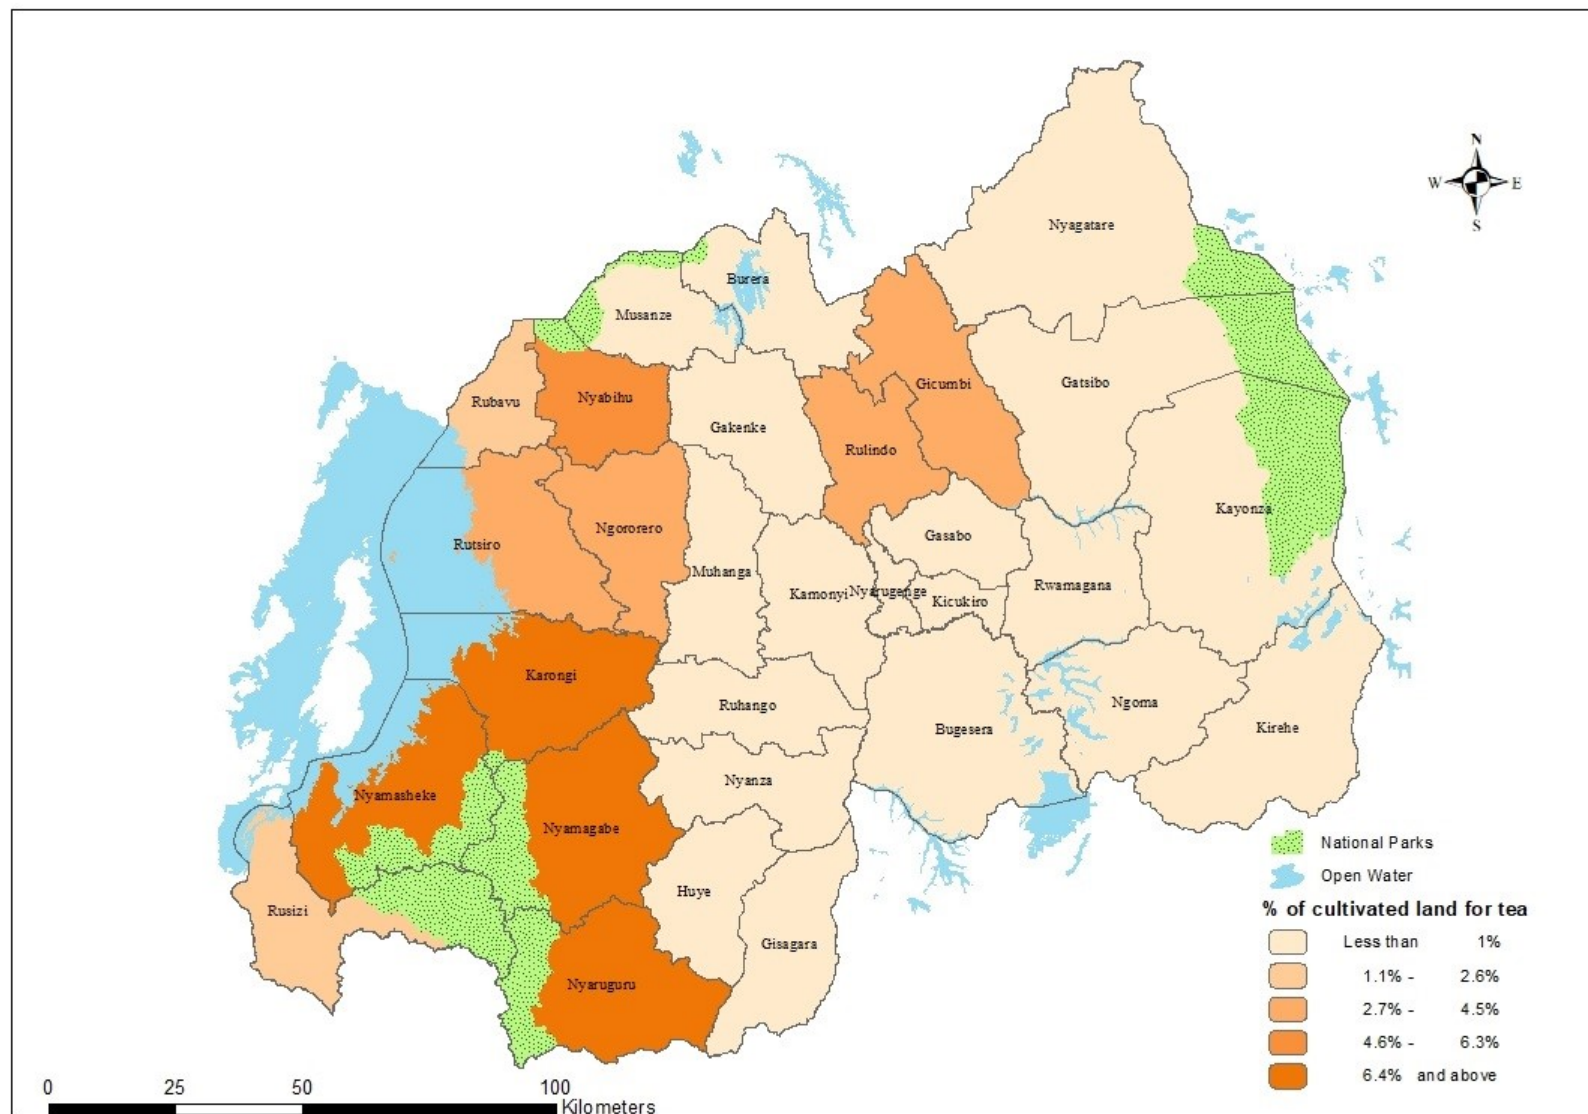 N
W E
S
Nyagatare
Burera
Musanze
Gicumbi
Gatsibo
Rubavu
Nyabihu
Gakenke
Rulindo
Kayonza
Ngororero
Gasabo
Rutsiro
Muhanga
Kamonyi
Nyarugenge
Kicukiro
Rwamagana
Karongi
Ruhango
Bugesera
Ngoma
Kirehe
Nyanza
Nyamasheke
Nyamagabe
Huye
Rusizi
Gisagara
Nyaruguru
National Parks
Open Water
% of cultivated land for tea
Less than 1%
1.1% - 2.6%
2.7% - 4.5%
4.6% - 6.3%
6.4% and above
0 25 50 100
Kilometers